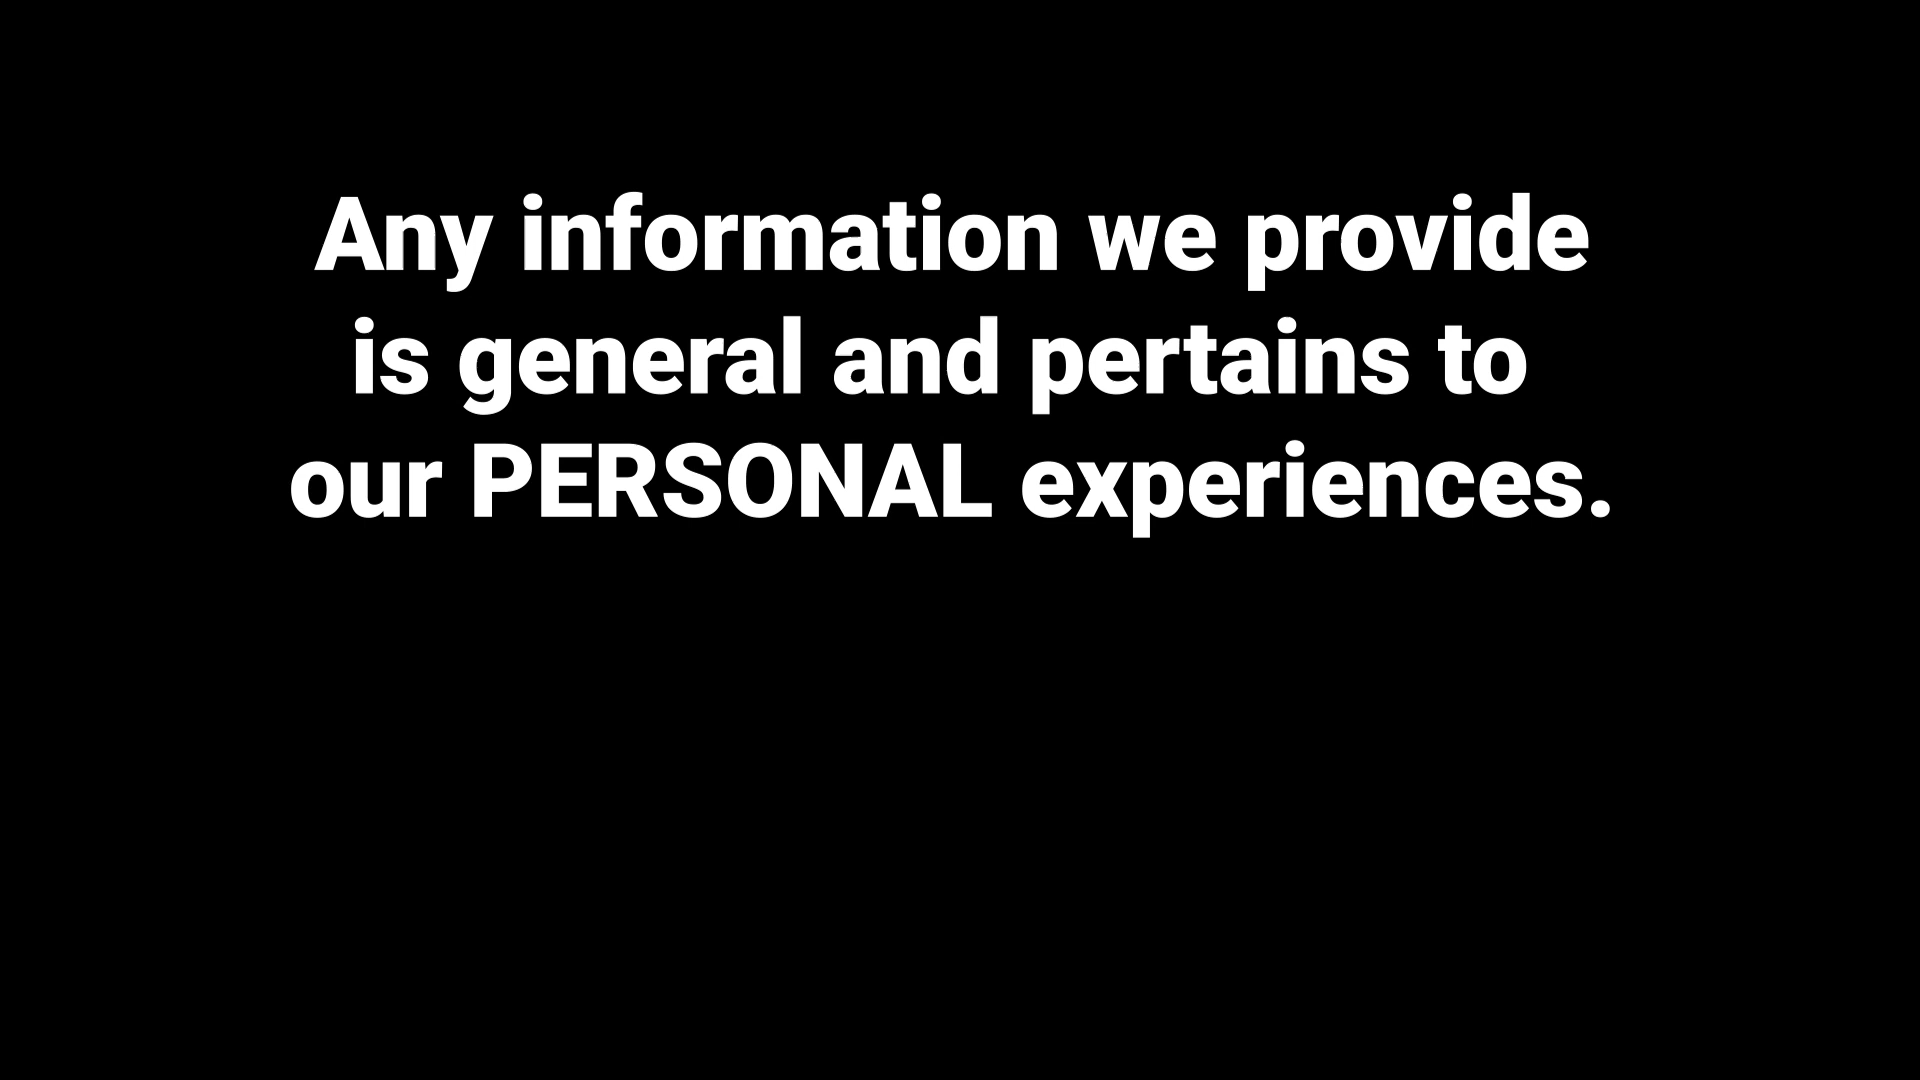 Any information we provide
is general and pertains to
our PERSONAL experiences.